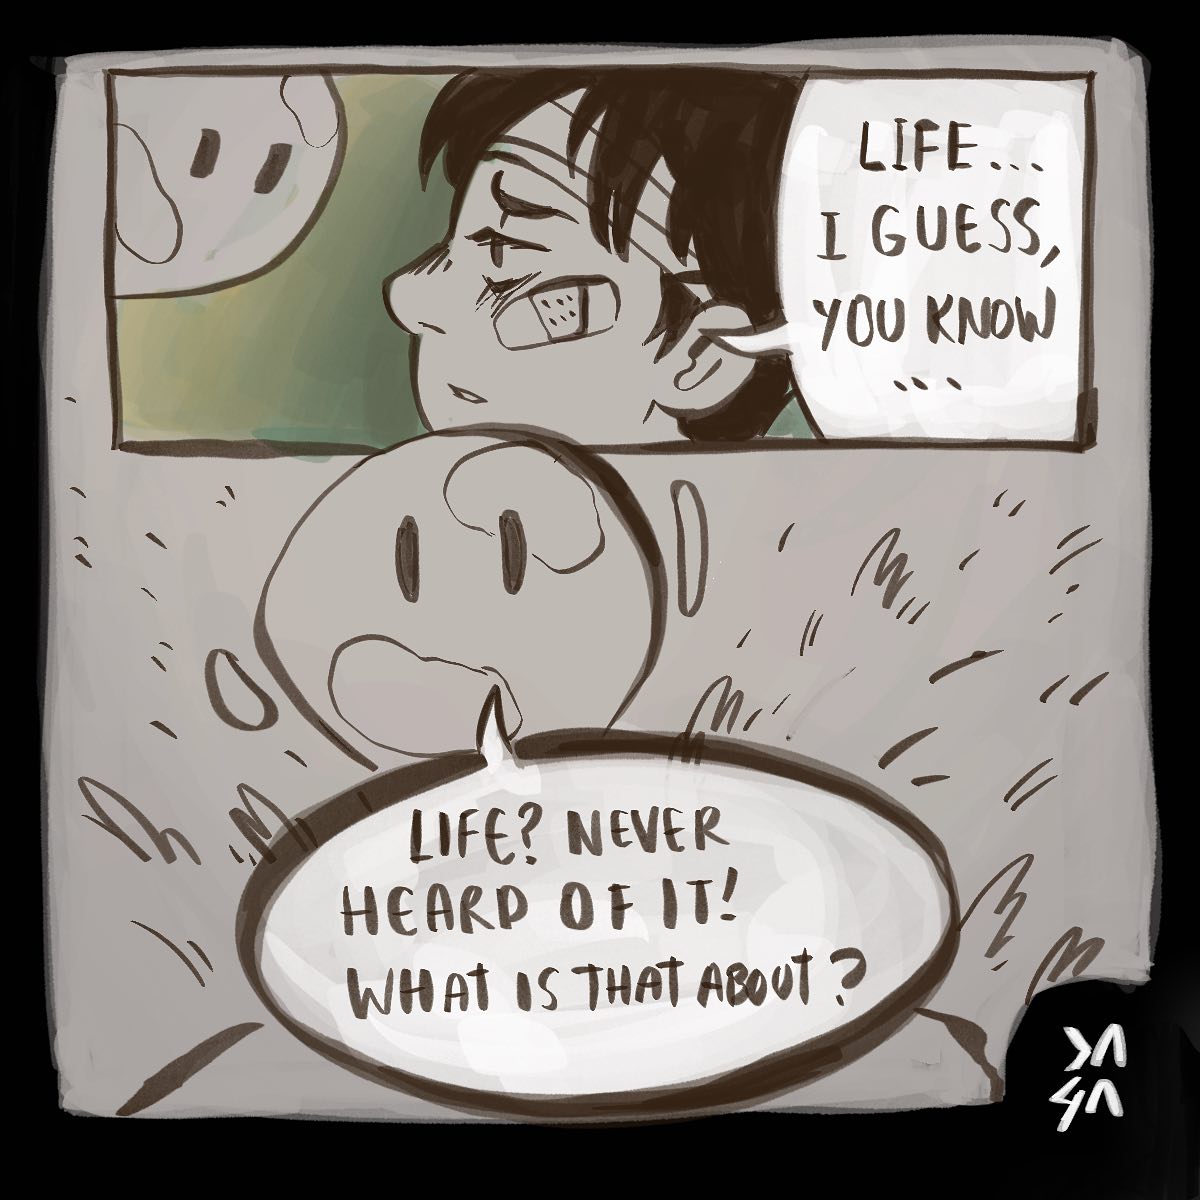 LIFE...
I GUESS,
YOU KNOW
...
LIFE? NEVER
HEARD OF IT!
WHAT IS THAT ABOUT?